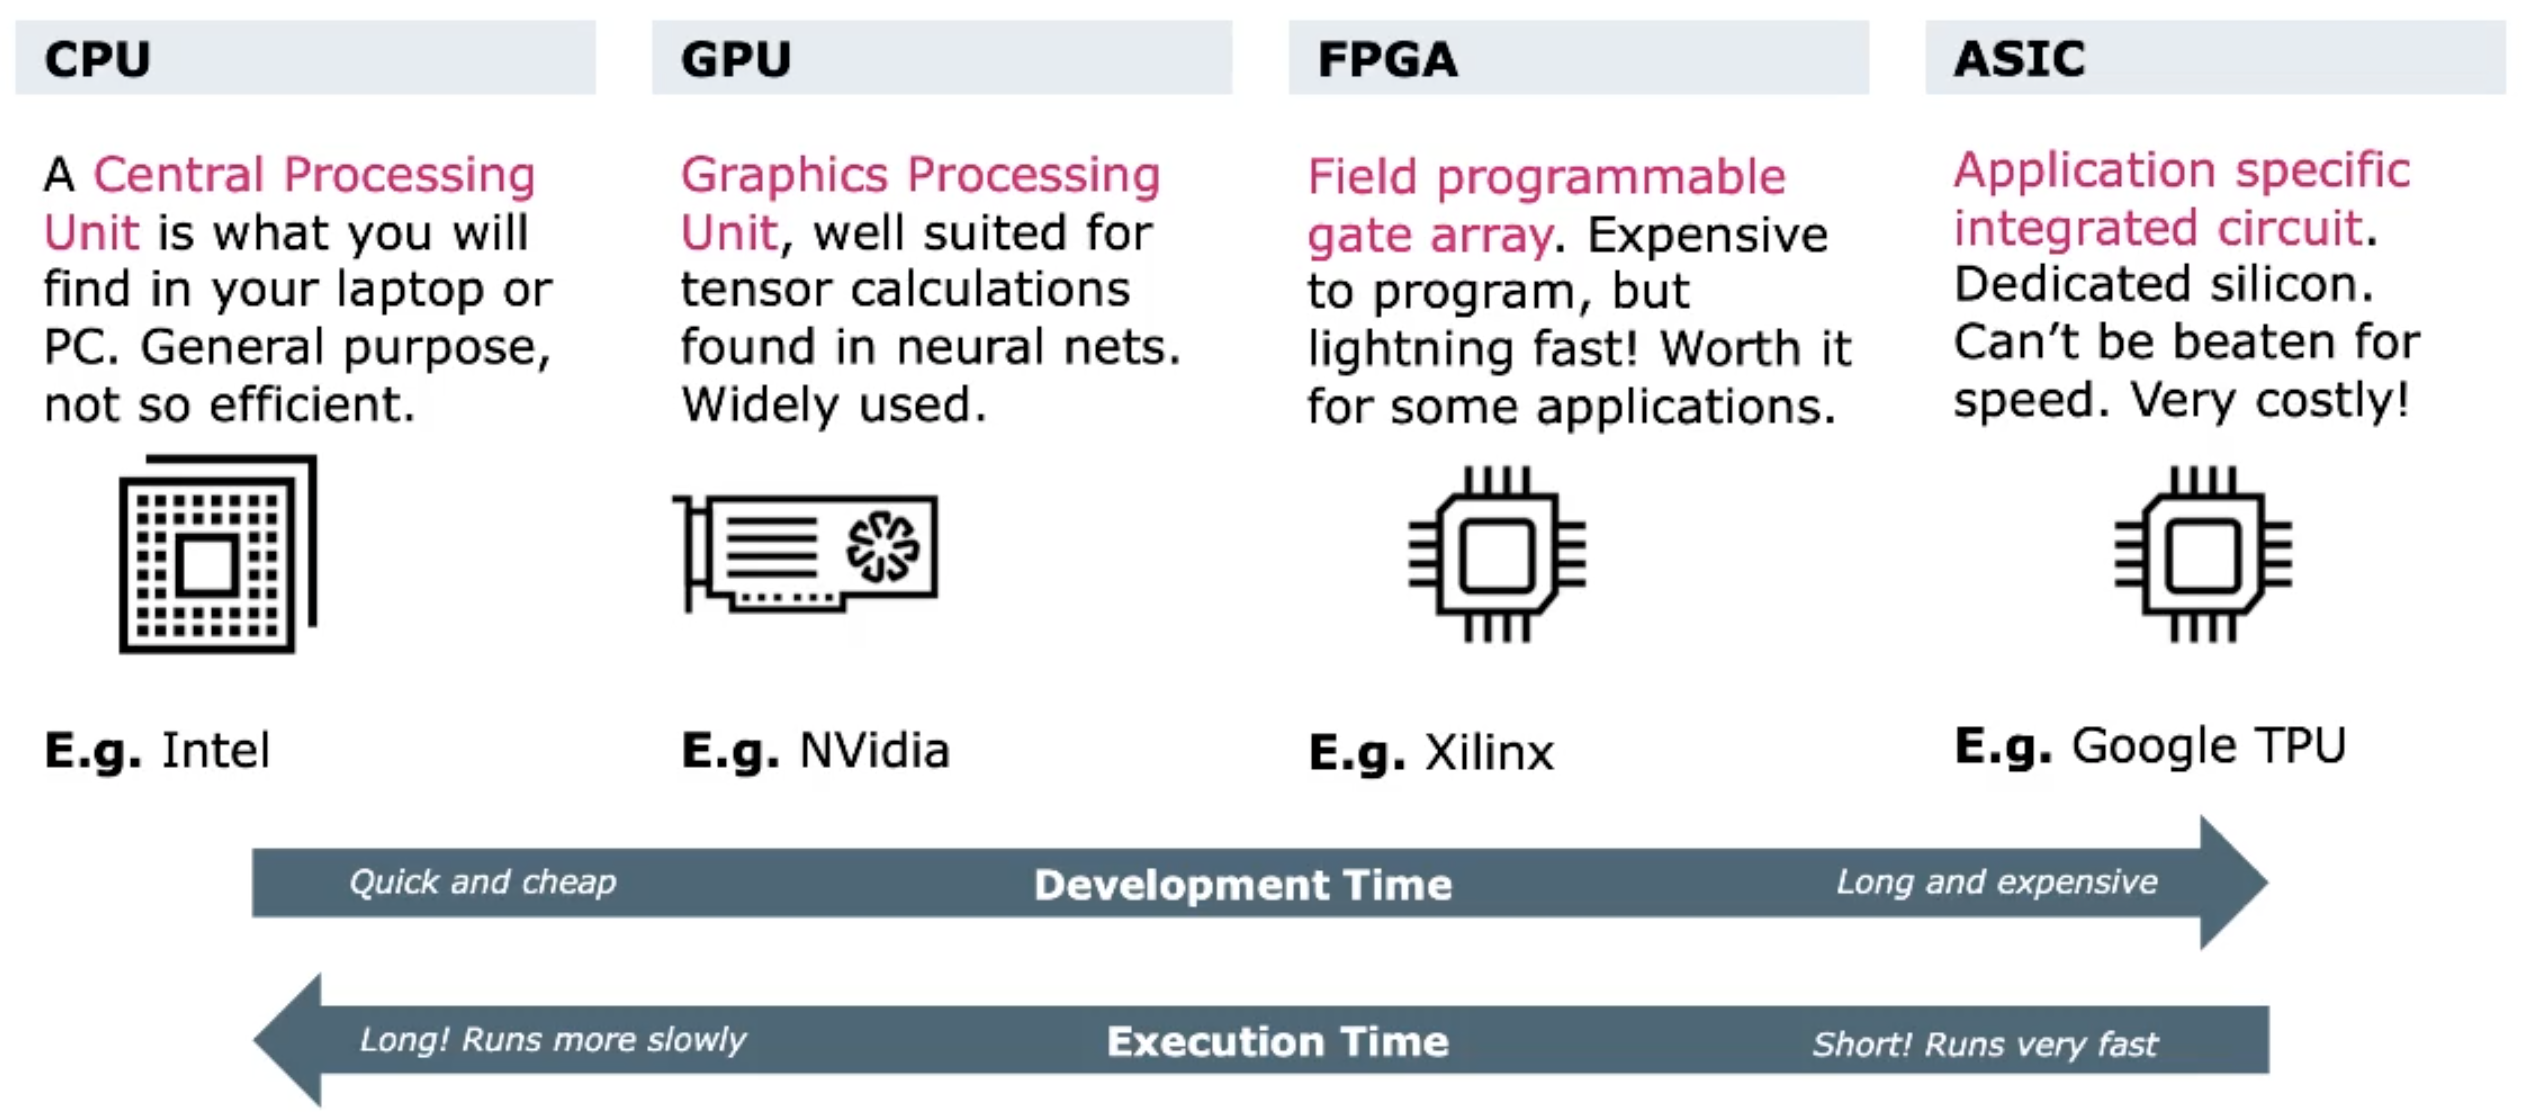 CPU
A Central Processing
Unit is what you will
find in your laptop or
PC. General purpose,
not so efficient.
E.g. Intel
GPU
Graphics Processing
Unit, well suited for
tensor calculations
found in neural nets.
Widely used.
E.g. NVidia
FPGA
Field programmable
gate array. Expensive
to program, but
lightning fast! Worth it
for some applications.
E.g. Xilinx
ASIC
Application specific
integrated circuit.
Dedicated silicon.
Can’t be beaten for
speed. Very costly!
E.g. Google TPU
Quick and cheap Development Time Long and expensive
Long! Runs more slowly Execution Time Short! Runs very fast